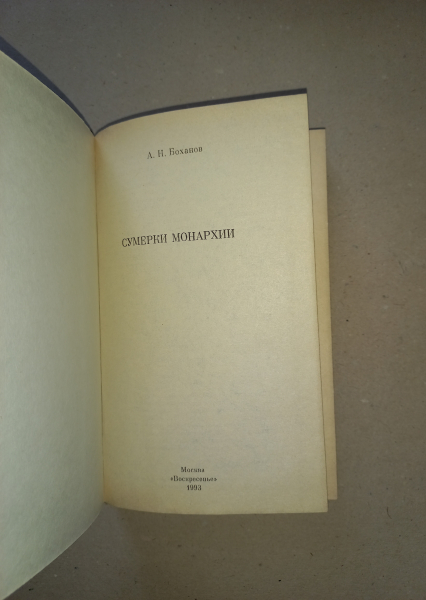 А. Н. Боханов
СУМЕРКИ МОНАРХИИ
Москва
«Воскресенье»
1993